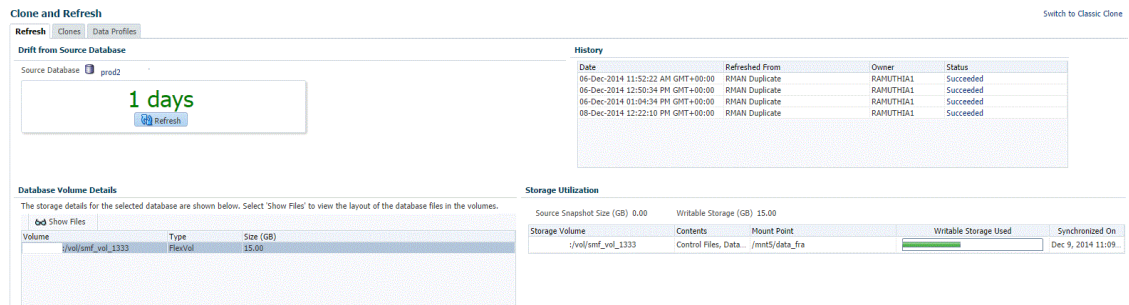 Clone and Refresh
Switch to Classic Clone
Refresh Clones Data Profiles
Drift from Source Database
Source Database prod2
1 days
Refresh
History
Date Refreshed From Owner Status
06-Dec-2014 11:52:22 AM GMT+00:00 RMAN Duplicate RAMUTHIA1 Succeeded
06-Dec-2014 12:50:34 PM GMT+00:00 RMAN Duplicate RAMUTHIA1 Succeeded
06-Dec-2014 01:04:34 PM GMT+00:00 RMAN Duplicate RAMUTHIA1 Succeeded
08-Dec-2014 12:22:10 PM GMT+00:00 RMAN Duplicate RAMUTHIA1 Succeeded
Database Volume Details
The storage details for the selected database are shown below. Select 'Show Files' to view the layout of the database files in the volumes.
Show Files
Volume Type Size (GB)
:/vol/smf_vol_1333 FlexVol 15.00
Storage Utilization
Source Snapshot Size (GB) 0.00 Writable Storage (GB) 15.00
Storage Volume Contents Mount Point Writable Storage Used Synchronized On
:/vol/smf_vol_1333 Control Files, Data... /mnt5/data_fra Dec 9, 2014 11:09...